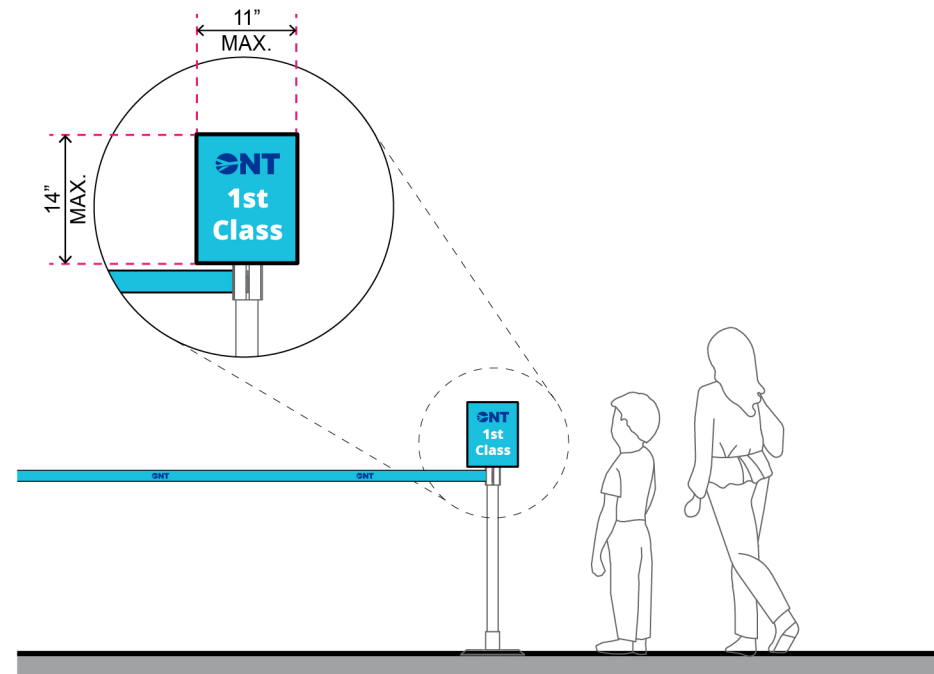 11”
MAX.
14”
MAX.
ONT
1st
Class
ONT
1st
Class
ONT
ONT